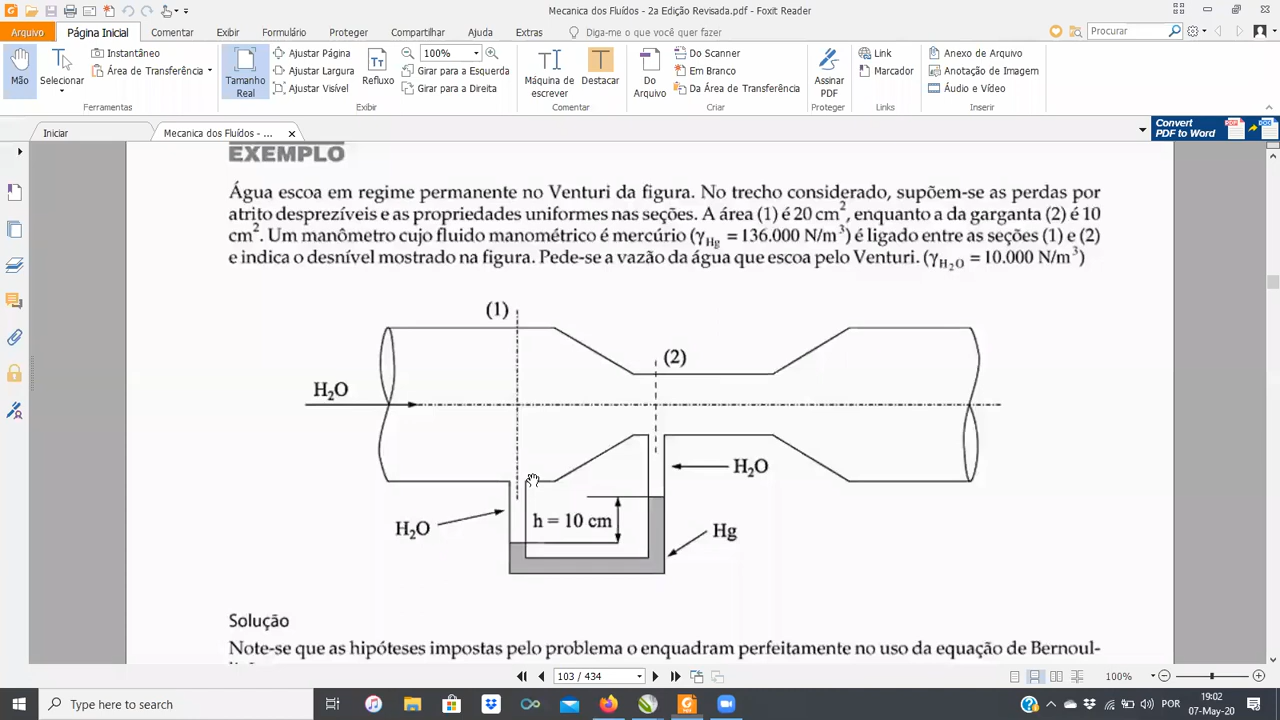 Mecanica dos Fluídos - 2a Edição Revisada.PDF - Foxit Reader
Arquivo Página Inicial Comentar Exibir Formulário Proteger Compartilhar Ajuda Extras Diga-me o que você quer fazer Procurar
Mão
Selecionar
Instantâneo
Área de Transferência
Ferramentas
Tamanho
Real
Ajustar Página
Ajustar Largura
Ajustar Visível
Refluxo
100%
Girar para a Esquerda
Girar para a Direita
Exibir
Máquina de
escrever
Destacar
Comentar
Do
Arquivo
Do Scanner
Em Branco
Da Área de Transferência
Criar
Assinar
PDF
Proteger
Link
Marcador
Links
Anexo de Arquivo
Anotação de Imagem
Áudio e Vídeo
Inserir
Iniciar
Mecanica dos Fluídos - ...
Convert
PDF to Word
EXEMPLO
Água escoa em regime permanente no Venturi da figura. No trecho considerado, supõem-se as perdas por
atrito desprezíveis e as propriedades uniformes nas seções. A área (1) é 20 cm², enquanto a da garganta (2) é 10
cm². Um manômetro cujo fluido manométrico é mercúrio (γHg = 136.000 N/m³) é ligado entre as seções (1) e (2)
e indica o desnível mostrado na figura. Pede-se a vazão da água que escoa pelo Venturi. (γH₂O = 10.000 N/m³)
(1)
(2)
H₂O
H₂O
h = 10 cm
H₂O
Hg
Solução
Note-se que as hipóteses impostas pelo problema o enquadram perfeitamente no uso da equação de Bernoul-
103 / 434
100%
Type here to search
POR
19:02
07-May-20